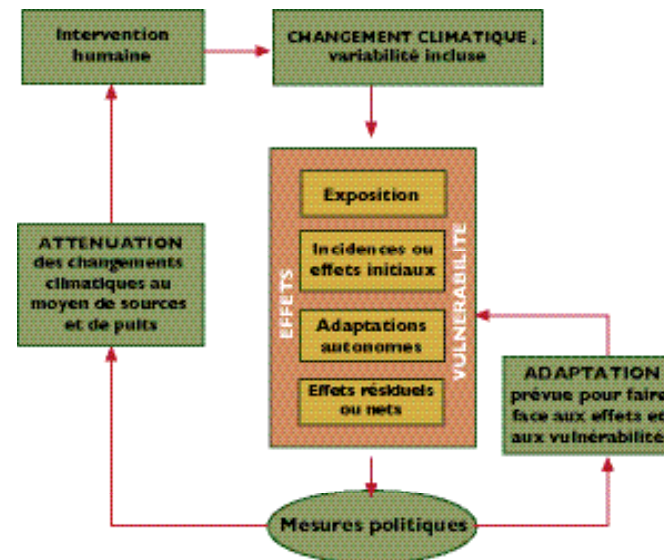 Intervention
humaine
CHANGEMENT CLIMATIQUE,
variabilité incluse
Exposition
Incidences ou
effets initiaux
Adaptations
autonomes
Effets résiduels
ou nets
EFFETS
VULNERABILITE
ATTENUATION
des changements
climatiques au
moyen de sources
et de puits
ADAPTATION
prévue pour faire
face aux effets et
aux vulnérabilité
Mesures politiques